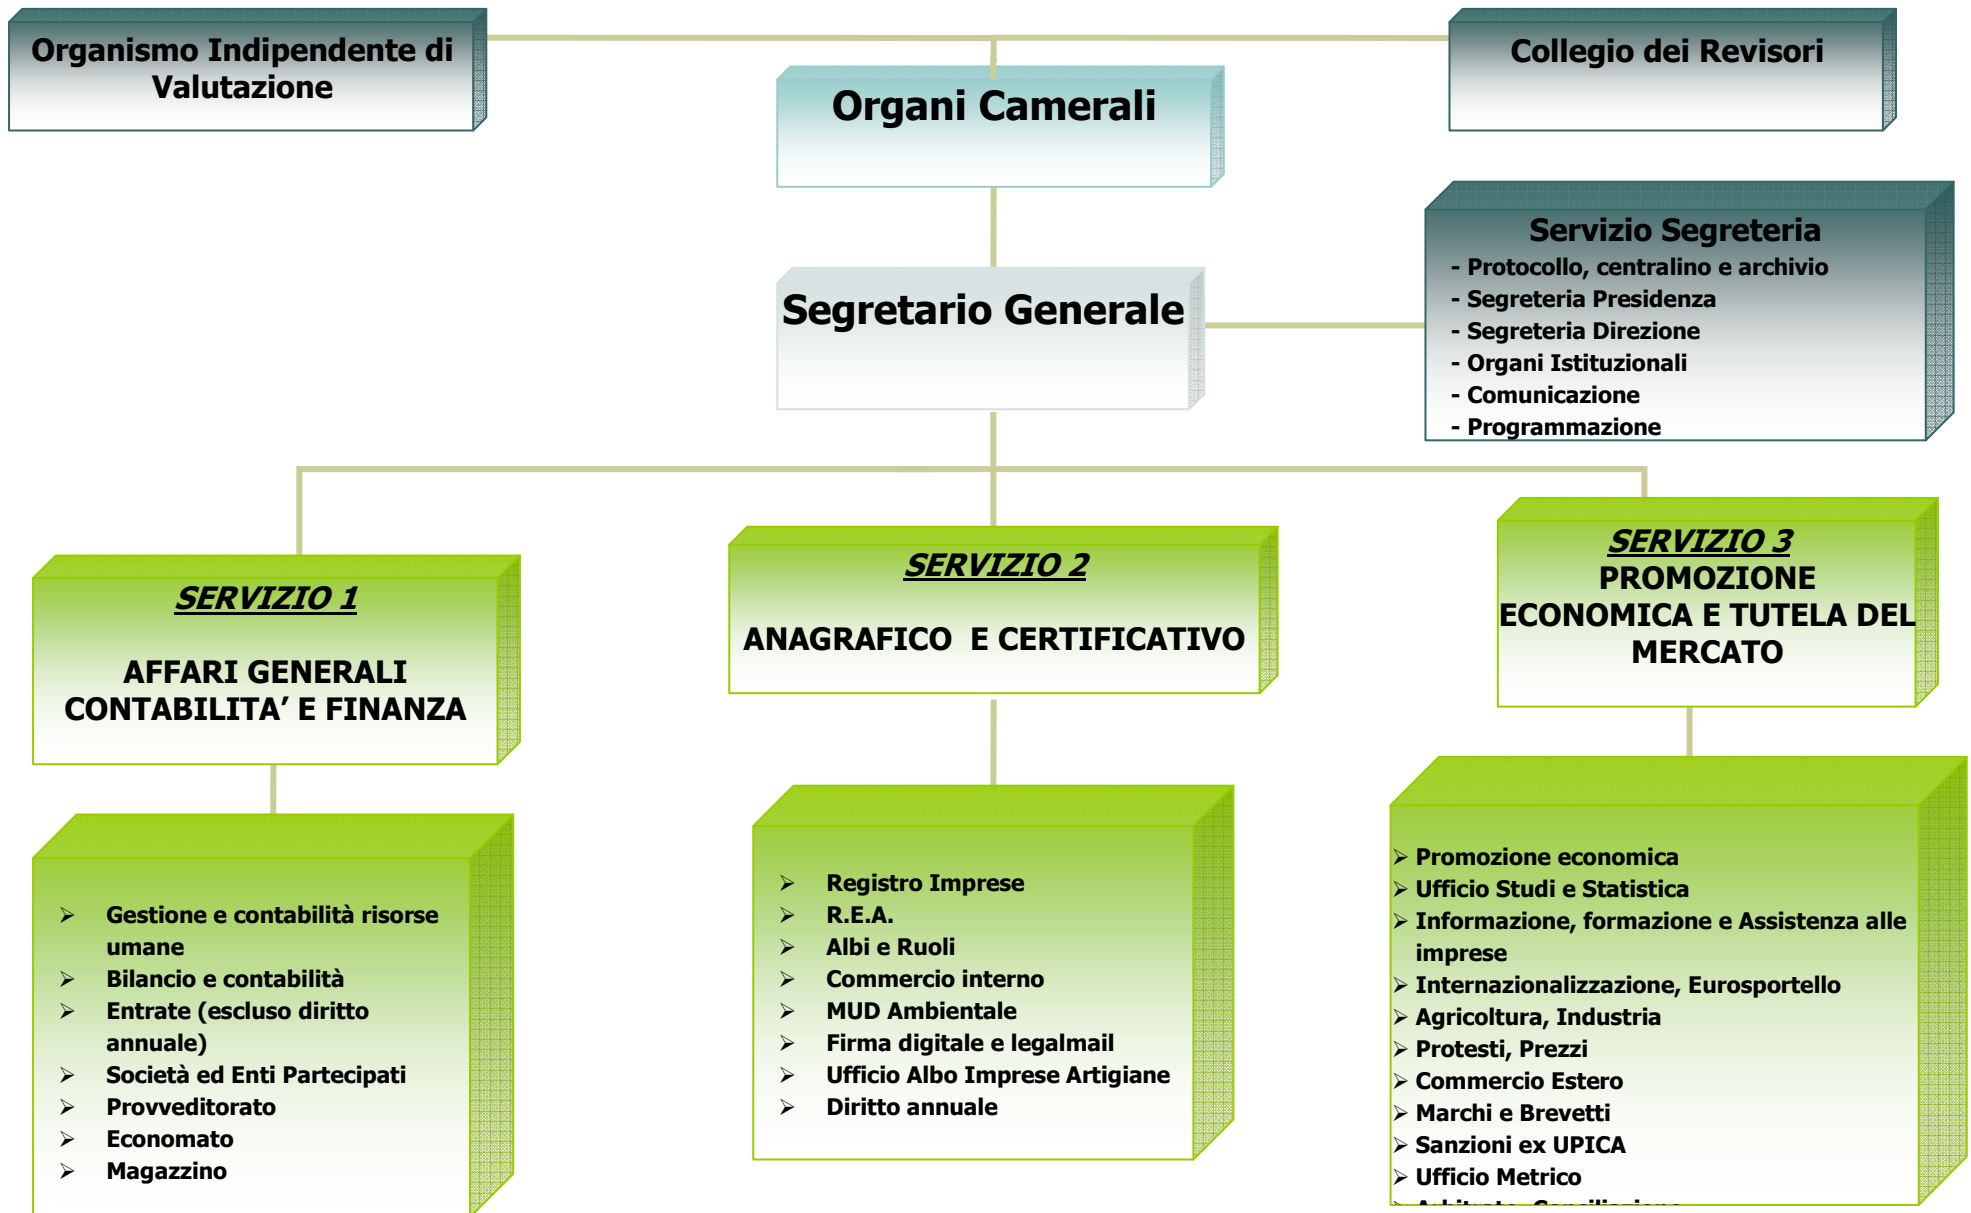 Organismo Indipendente di
Valutazione
Collegio dei Revisori
Organi Camerali
Segretario Generale
Servizio Segreteria
- Protocollo, centralino e archivio
- Segreteria Presidenza
- Segreteria Direzione
- Organi Istituzionali
- Comunicazione
- Programmazione
SERVIZIO 1
AFFARI GENERALI
CONTABILITA’ E FINANZA
SERVIZIO 2
ANAGRAFICO E CERTIFICATIVO
SERVIZIO 3
PROMOZIONE
ECONOMICA E TUTELA DEL
MERCATO
➢ Gestione e contabilità risorse
umane
➢ Bilancio e contabilità
➢ Entrate (escluso diritto
annuale)
➢ Società ed Enti Partecipati
➢ Provveditorato
➢ Economato
➢ Magazzino
➢ Registro Imprese
➢ R.E.A.
➢ Albi e Ruoli
➢ Commercio interno
➢ MUD Ambientale
➢ Firma digitale e legalmail
➢ Ufficio Albo Imprese Artigiane
➢ Diritto annuale
➢ Promozione economica
➢ Ufficio Studi e Statistica
➢ Informazione, formazione e Assistenza alle
imprese
➢ Internazionalizzazione, Eurosportello
➢ Agricoltura, Industria
➢ Protesti, Prezzi
➢ Commercio Estero
➢ Marchi e Brevetti
➢ Sanzioni ex UPICA
➢ Ufficio Metrico